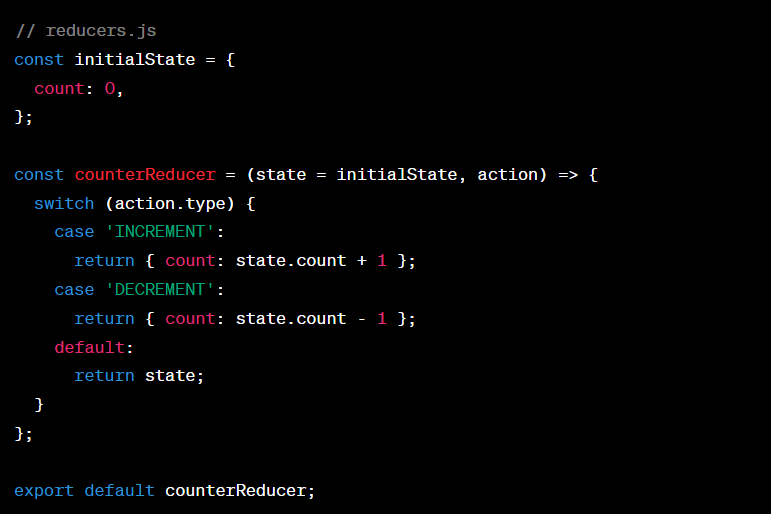 // reducers.js
const initialState = {
  count: 0,
};

const counterReducer = (state = initialState, action) => {
  switch (action.type) {
    case 'INCREMENT':
      return { count: state.count + 1 };
    case 'DECREMENT':
      return { count: state.count - 1 };
    default:
      return state;
  }
};

export default counterReducer;